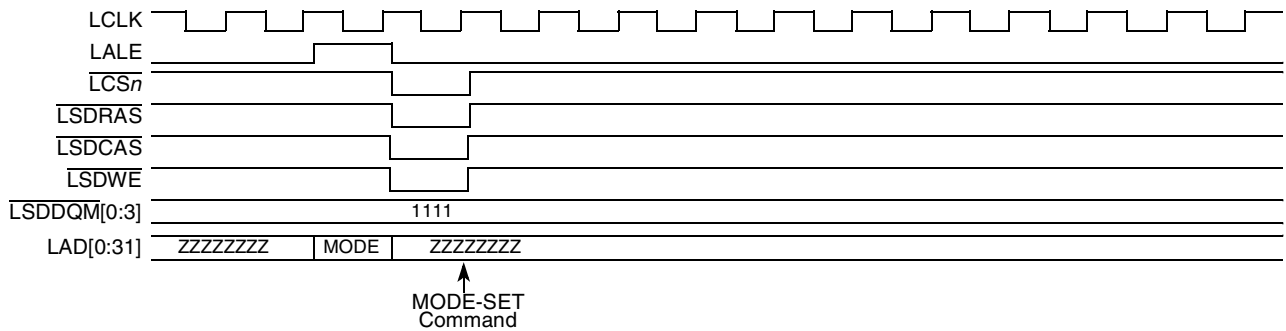 LCLK
LALE
LCSn
LSDRAS
LSDCAS
LSDWE
LSDDQM[0:3] 1111
LAD[0:31] ZZZZZZZZ MODE ZZZZZZZZ
MODE-SET
Command